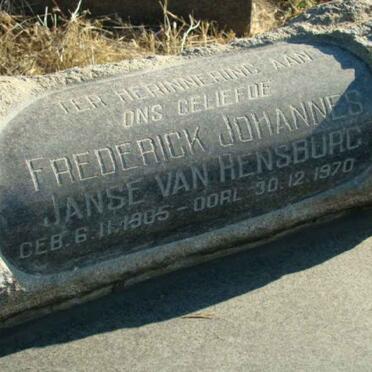 TER HERINNERING AAN
ONS GELIEFDE
FREDERICK JOHANNES
JANSE VAN RENSBURG
GEB. 6.11.1905 - OORL 30.12.1970